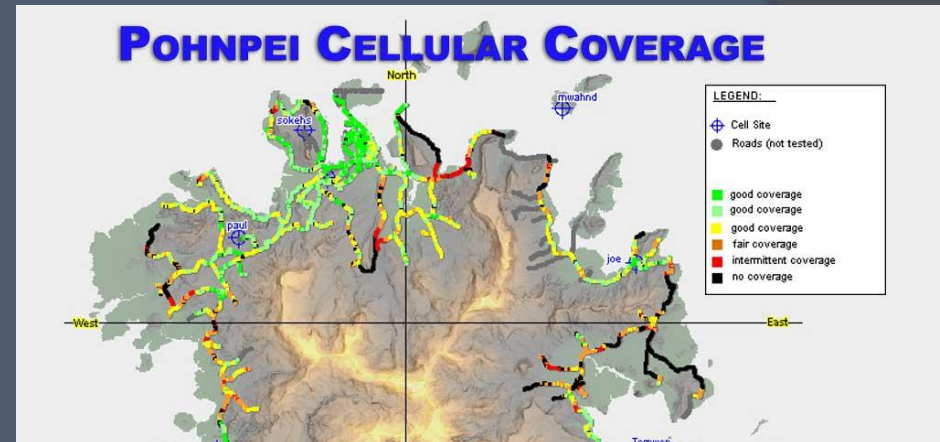 POHNPEI CELLULAR COVERAGE
North
mwahnd
sokehs
LEGEND:
Cell Site
Roads (not tested)
good coverage
good coverage
good coverage
fair coverage
intermittent coverage
no coverage
paul
joe
West
East